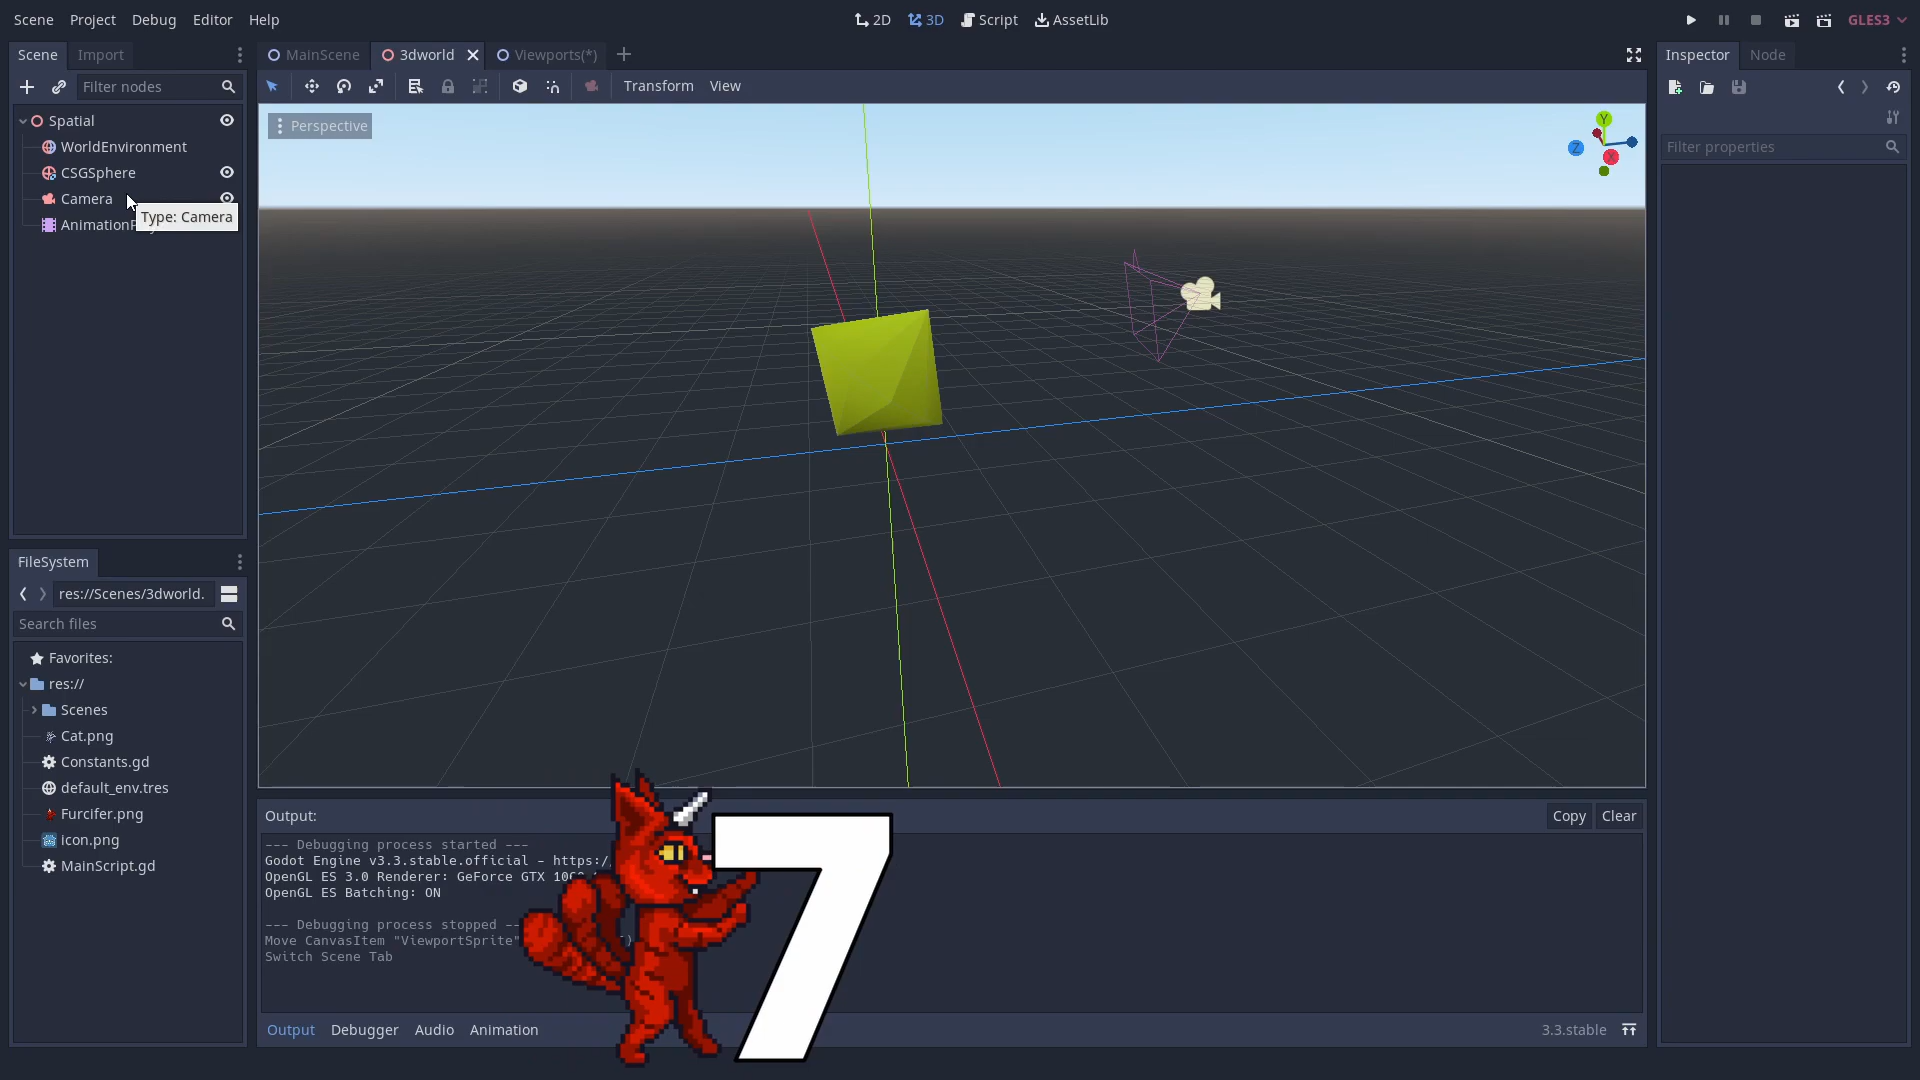 Scene Project Debug Editor Help
2D 3D Script AssetLib
GLES3
Scene Import
Filter nodes
Spatial
WorldEnvironment
CSGSphere
Camera
Type: Camera
MainScene 3dworld Viewports(*)
Transform View
Perspective
Y
Z
X
Inspector Node
Filter properties
FileSystem
res://Scenes/3dworld.
Search files
Favorites:
res://
Scenes
Cat.png
Constants.gd
default_env.tres
Furcifer.png
icon.png
MainScript.gd
Output:
Copy Clear
--- Debugging process started ---
Godot Engine v3.3.stable.official - https:/
OpenGL ES 3.0 Renderer: GeForce GTX
OpenGL ES Batching: ON
--- Debugging process stopped --
Move CanvasItem "ViewportSprite"
Switch Scene Tab
7
Output Debugger Audio Animation
3.3.stable